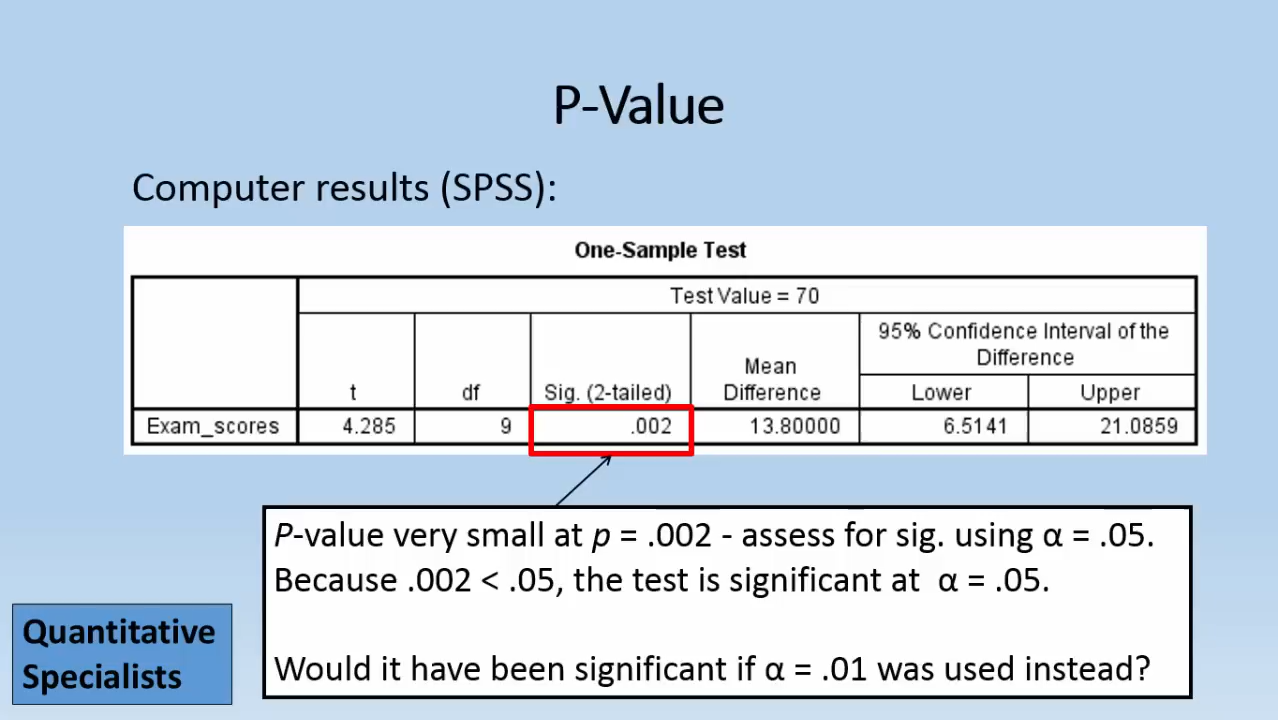 P-Value
Computer results (SPSS):
One-Sample Test
Test Value = 70
95% Confidence Interval of the
Difference
Mean
Difference
t df Sig. (2-tailed) Lower Upper
Exam_scores 4.285 9 .002 13.80000 6.5141 21.0859
P-value very small at p = .002 - assess for sig. using α = .05.
Because .002 < .05, the test is significant at α = .05.
Would it have been significant if α = .01 was used instead?
Quantitative
Specialists